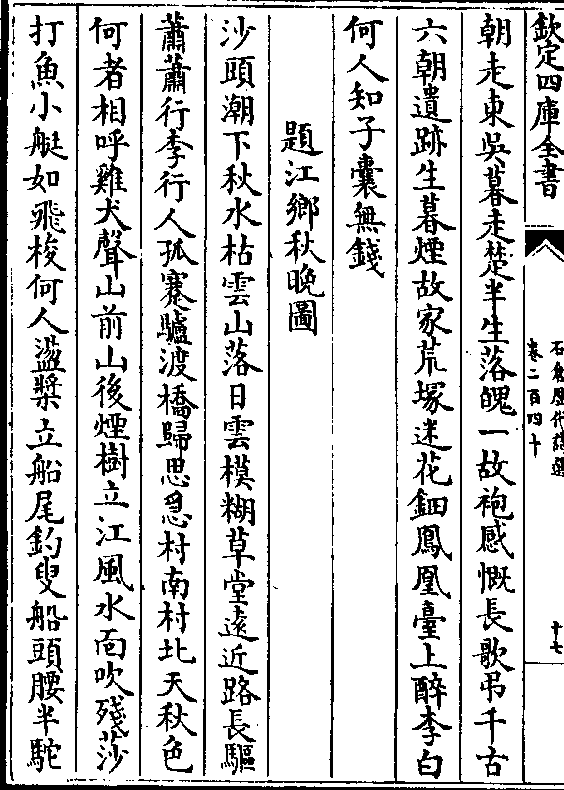 欽定四庫全書
石倉歷代詩選
卷二百四十
十七
朝走東吳暮走楚半生落魄一故袍感慨長歌弔千古
六朝遺跡生暮煙故家荒塚迷花鈿鳳凰臺上醉李白
何人知子囊無錢
題江鄉秋晚圖
沙頭潮下秋水枯雲山落日雲模糊草堂遠近路長驅
蕭蕭行李行人孤蹇驢渡橋歸思急村南村北天秋色
何者相呼雞犬聲山前山後煙樹立江風水面吹殘莎
打魚小艇如飛梭何人盪槳立船尾釣叟船頭腰半駝